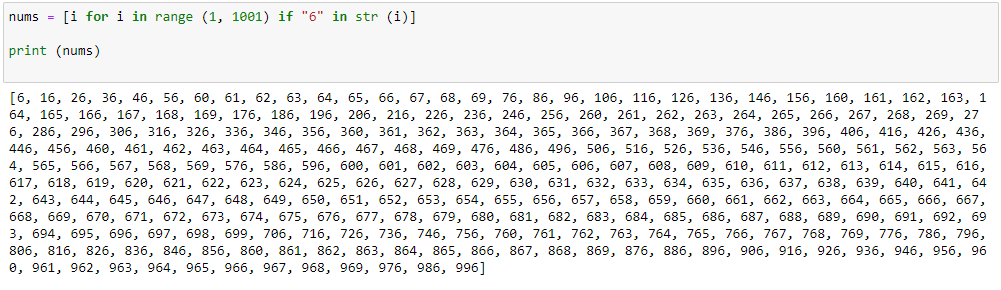 nums = [i for i in range (1, 1001) if "6" in str (i)]
print (nums)
[6, 16, 26, 36, 46, 56, 60, 61, 62, 63, 64, 65, 66, 67, 68, 69, 76, 86, 96, 106, 116, 126, 136, 146, 156, 160, 161, 162, 163, 1
64, 165, 166, 167, 168, 169, 176, 186, 196, 206, 216, 226, 236, 246, 256, 260, 261, 262, 263, 264, 265, 266, 267, 268, 269, 27
6, 286, 296, 306, 316, 326, 336, 346, 356, 360, 361, 362, 363, 364, 365, 366, 367, 368, 369, 376, 386, 396, 406, 416, 426, 436,
446, 456, 460, 461, 462, 463, 464, 465, 466, 467, 468, 469, 476, 486, 496, 506, 516, 526, 536, 546, 556, 560, 561, 562, 563, 56
4, 565, 566, 567, 568, 569, 576, 586, 596, 600, 601, 602, 603, 604, 605, 606, 607, 608, 609, 610, 611, 612, 613, 614, 615, 616,
617, 618, 619, 620, 621, 622, 623, 624, 625, 626, 627, 628, 629, 630, 631, 632, 633, 634, 635, 636, 637, 638, 639, 640, 641, 64
2, 643, 644, 645, 646, 647, 648, 649, 650, 651, 652, 653, 654, 655, 656, 657, 658, 659, 660, 661, 662, 663, 664, 665, 666, 667,
668, 669, 670, 671, 672, 673, 674, 675, 676, 677, 678, 679, 680, 681, 682, 683, 684, 685, 686, 687, 688, 689, 690, 691, 692, 69
3, 694, 695, 696, 697, 698, 699, 706, 716, 726, 736, 746, 756, 760, 761, 762, 763, 764, 765, 766, 767, 768, 769, 776, 786, 796,
806, 816, 826, 836, 846, 856, 860, 861, 862, 863, 864, 865, 866, 867, 868, 869, 876, 886, 896, 906, 916, 926, 936, 946, 956, 96
0, 961, 962, 963, 964, 965, 966, 967, 968, 969, 976, 986, 996]